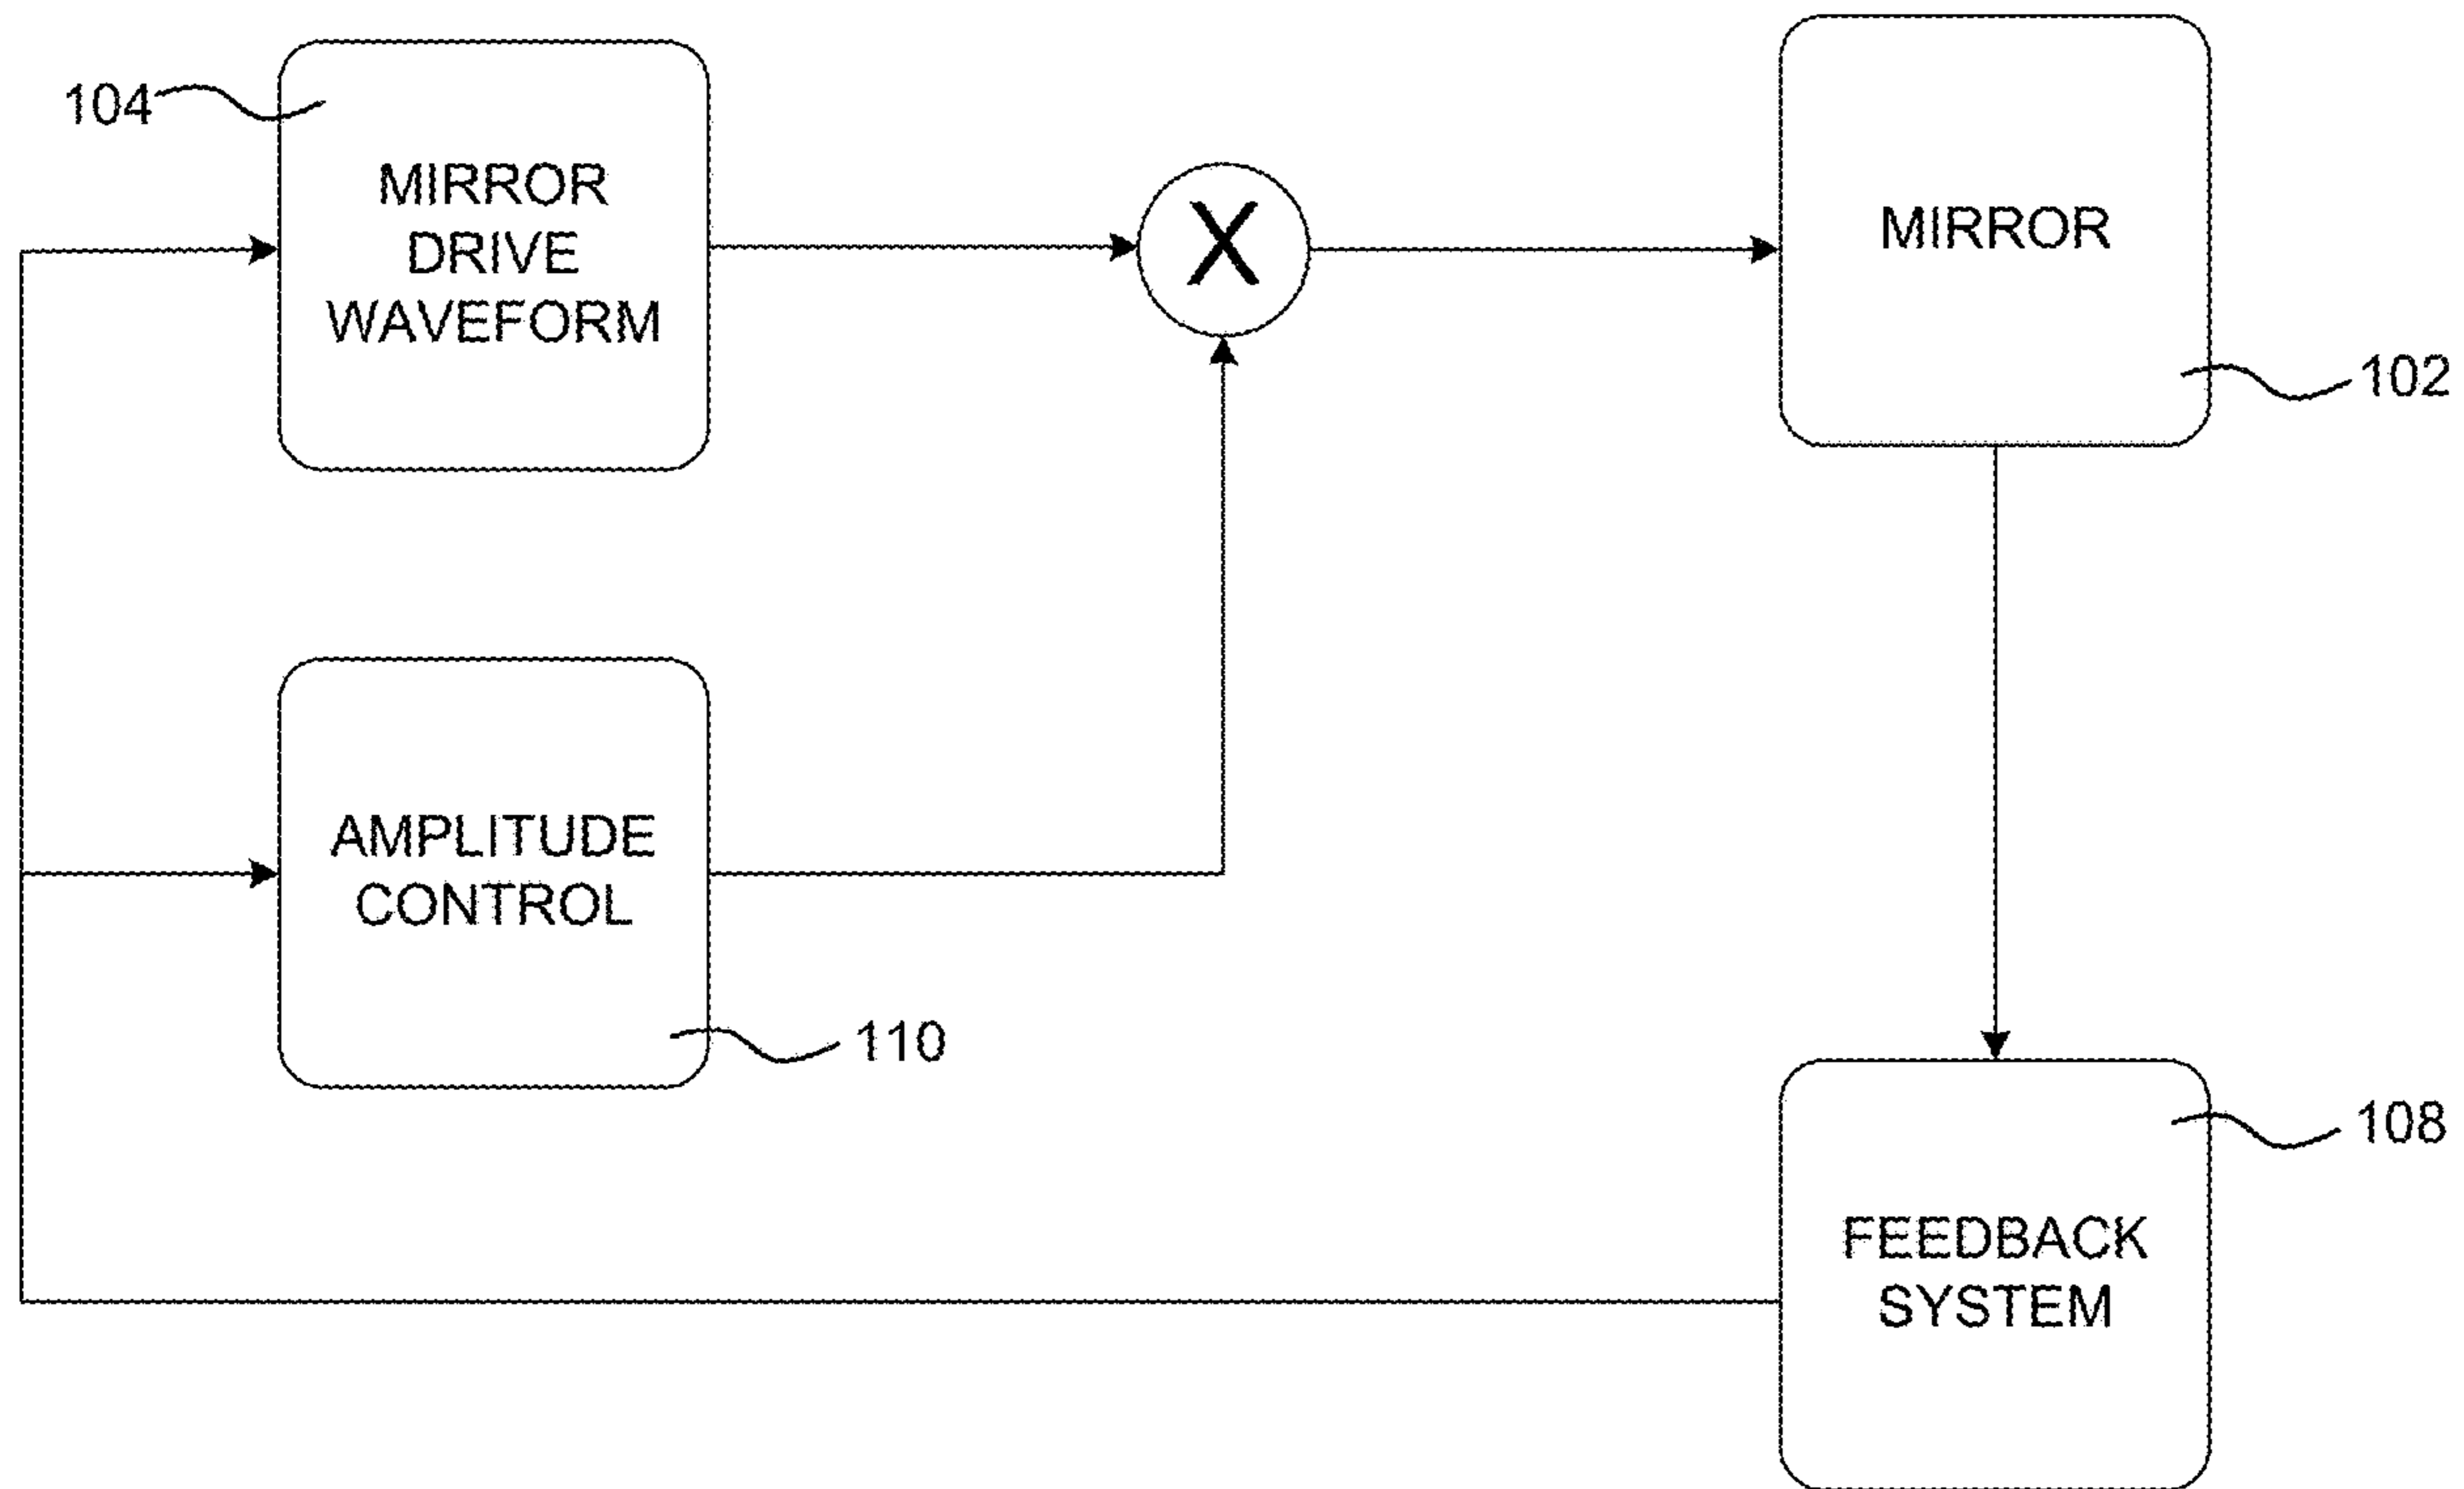 104
MIRROR
DRIVE
WAVEFORM
X
MIRROR
102
AMPLITUDE
CONTROL
110
108
FEEDBACK
SYSTEM